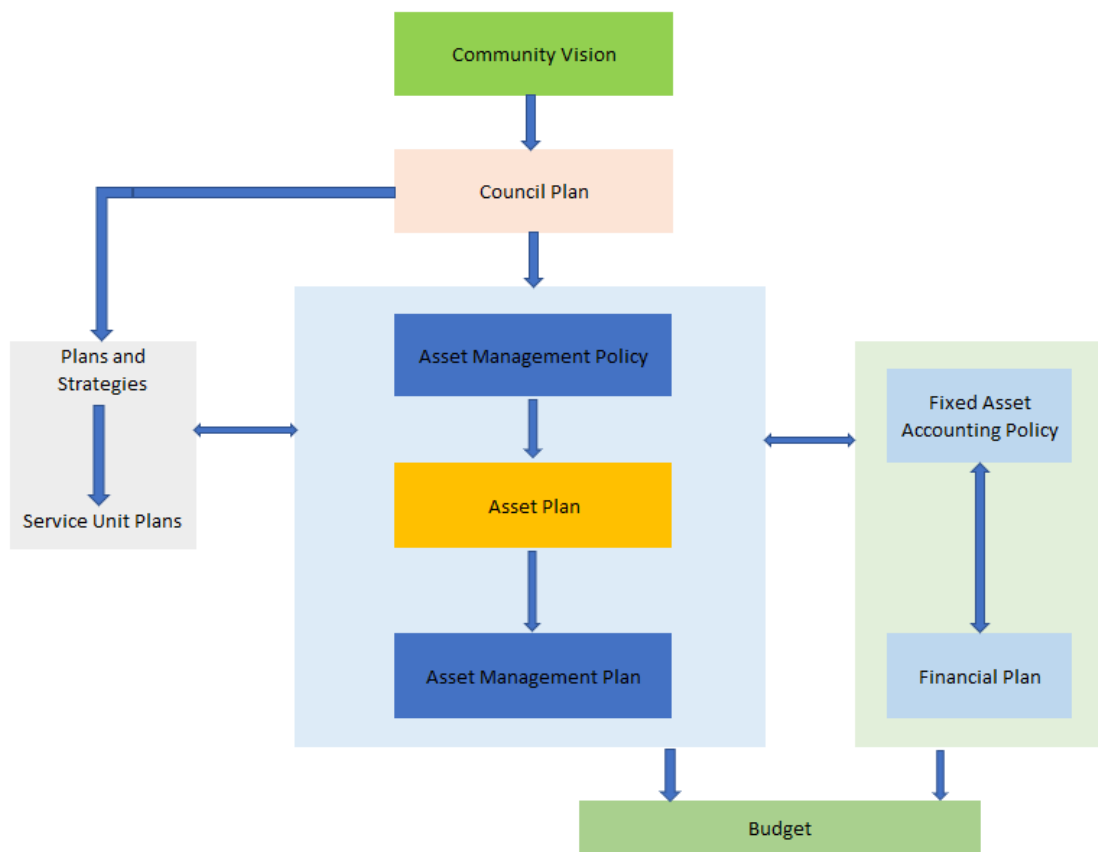 Community Vision
Council Plan
Plans and
Strategies
Service Unit Plans
Asset Management Policy
Asset Plan
Asset Management Plan
Fixed Asset
Accounting Policy
Financial Plan
Budget